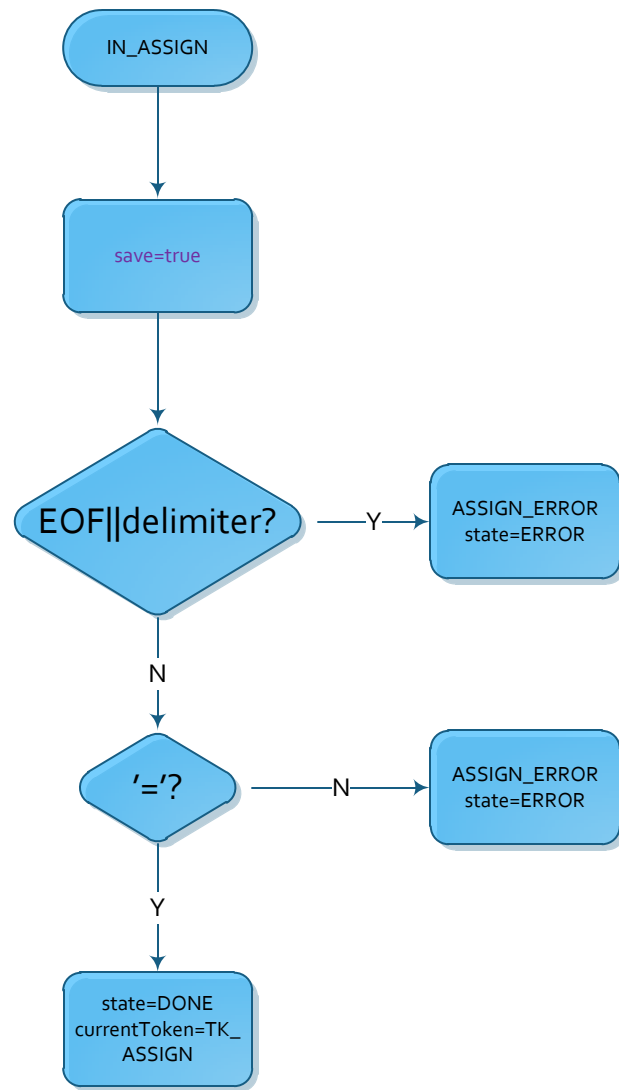 IN_ASSIGN
save=true
EOF||delimiter?
Y
ASSIGN_ERROR
state=ERROR
N
'='?
N
ASSIGN_ERROR
state=ERROR
Y
state=DONE
currentToken=TK_
ASSIGN